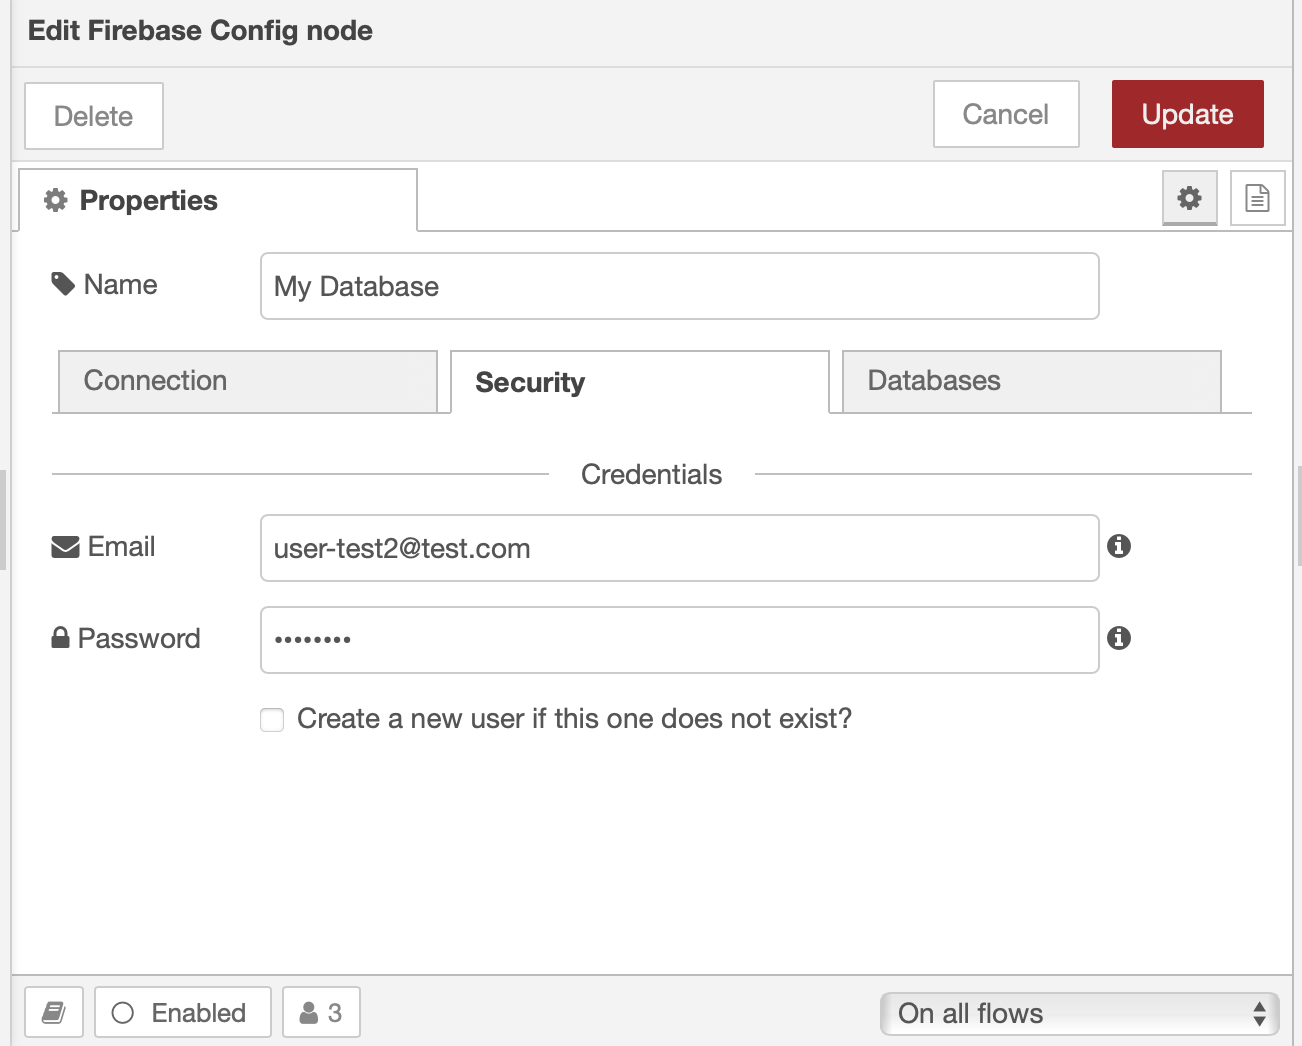 Edit Firebase Config node
Delete
Cancel
Update
Properties
Name
My Database
Connection
Security
Databases
Credentials
Email
user-test2@test.com
Password
••••••••
Create a new user if this one does not exist?
Enabled
3
On all flows